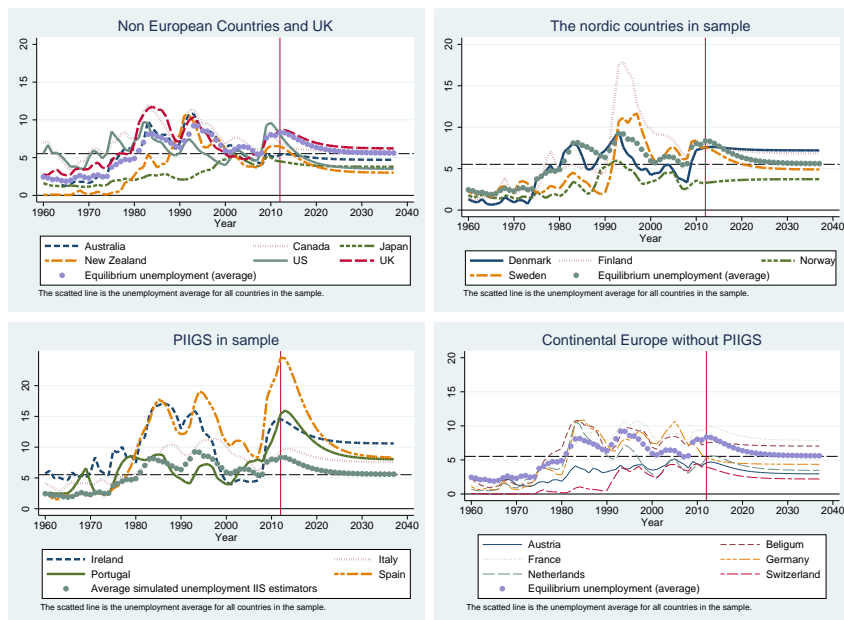 Non European Countries and UK
20
15
10
5
0
1960 1970 1980 1990 2000 2010 2020 2030 2040
Year
Australia Canada Japan
New Zealand US UK
Equilibrium unemployment (average)
The scatted line is the unemployment average for all countries in the sample.
The nordic countries in sample
20
15
10
5
0
1960 1970 1980 1990 2000 2010 2020 2030 2040
Year
Denmark Finland Norway
Sweden Equilibrium unemployment (average)
The scatted line is the unemployment average for all countries in the sample.
PIIGS in sample
20
15
10
5
0
1960 1970 1980 1990 2000 2010 2020 2030 2040
Year
Ireland Italy
Portugal Spain
Average simulated unemployment IIS estimators
The scatted line is the unemployment average for all countries in the sample.
Continental Europe without PIIGS
20
15
10
5
0
1960 1970 1980 1990 2000 2010 2020 2030 2040
Year
Austria Beligum
France Germany
Netherlands Switzerland
Equilibrium unemployment (average)
The scatted line is the unemployment average for all countries in the sample.